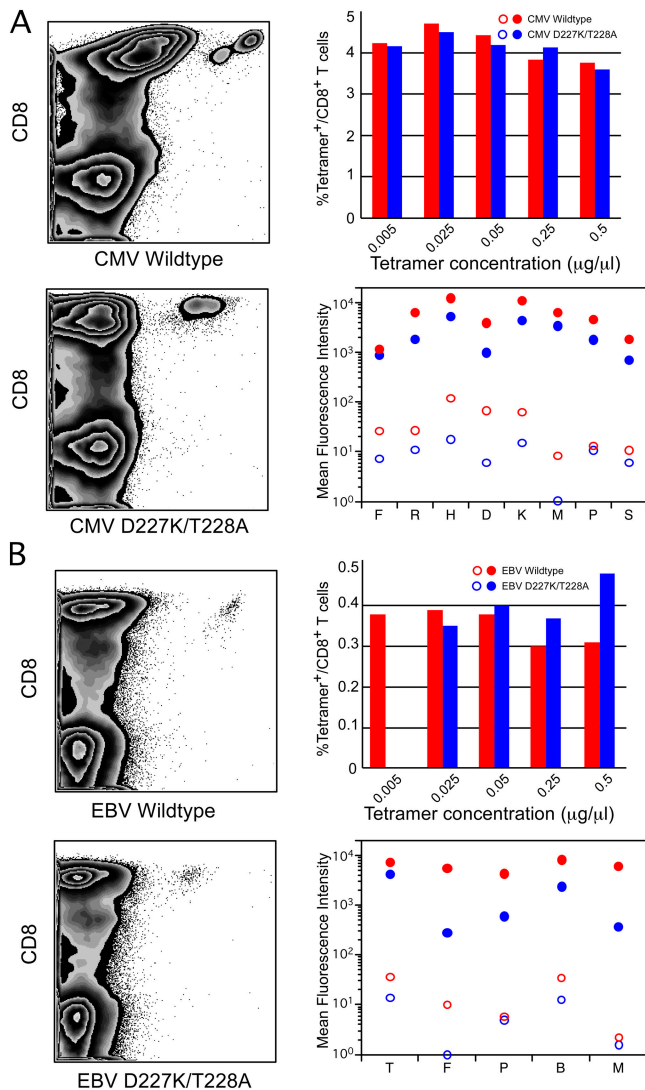 A
CD8
CMV Wildtype
%Tetramer⁺/CD8⁺ T cells
5
4
3
2
1
0
CMV Wildtype
CMV D227K/T228A
0.005
0.025
0.05
0.25
0.5
Tetramer concentration (μg/μl)
CD8
CMV D227K/T228A
Mean Fluorescence Intensity
10⁴
10³
10²
10¹
10⁰
F R H D K M P S
B
CD8
EBV Wildtype
%Tetramer⁺/CD8⁺ T cells
0.5
0.4
0.3
0.2
0.1
0
EBV Wildtype
EBV D227K/T228A
0.005
0.025
0.05
0.25
0.5
Tetramer concentration (μg/μl)
CD8
EBV D227K/T228A
Mean Fluorescence Intensity
10⁴
10³
10²
10¹
10⁰
T F P B M